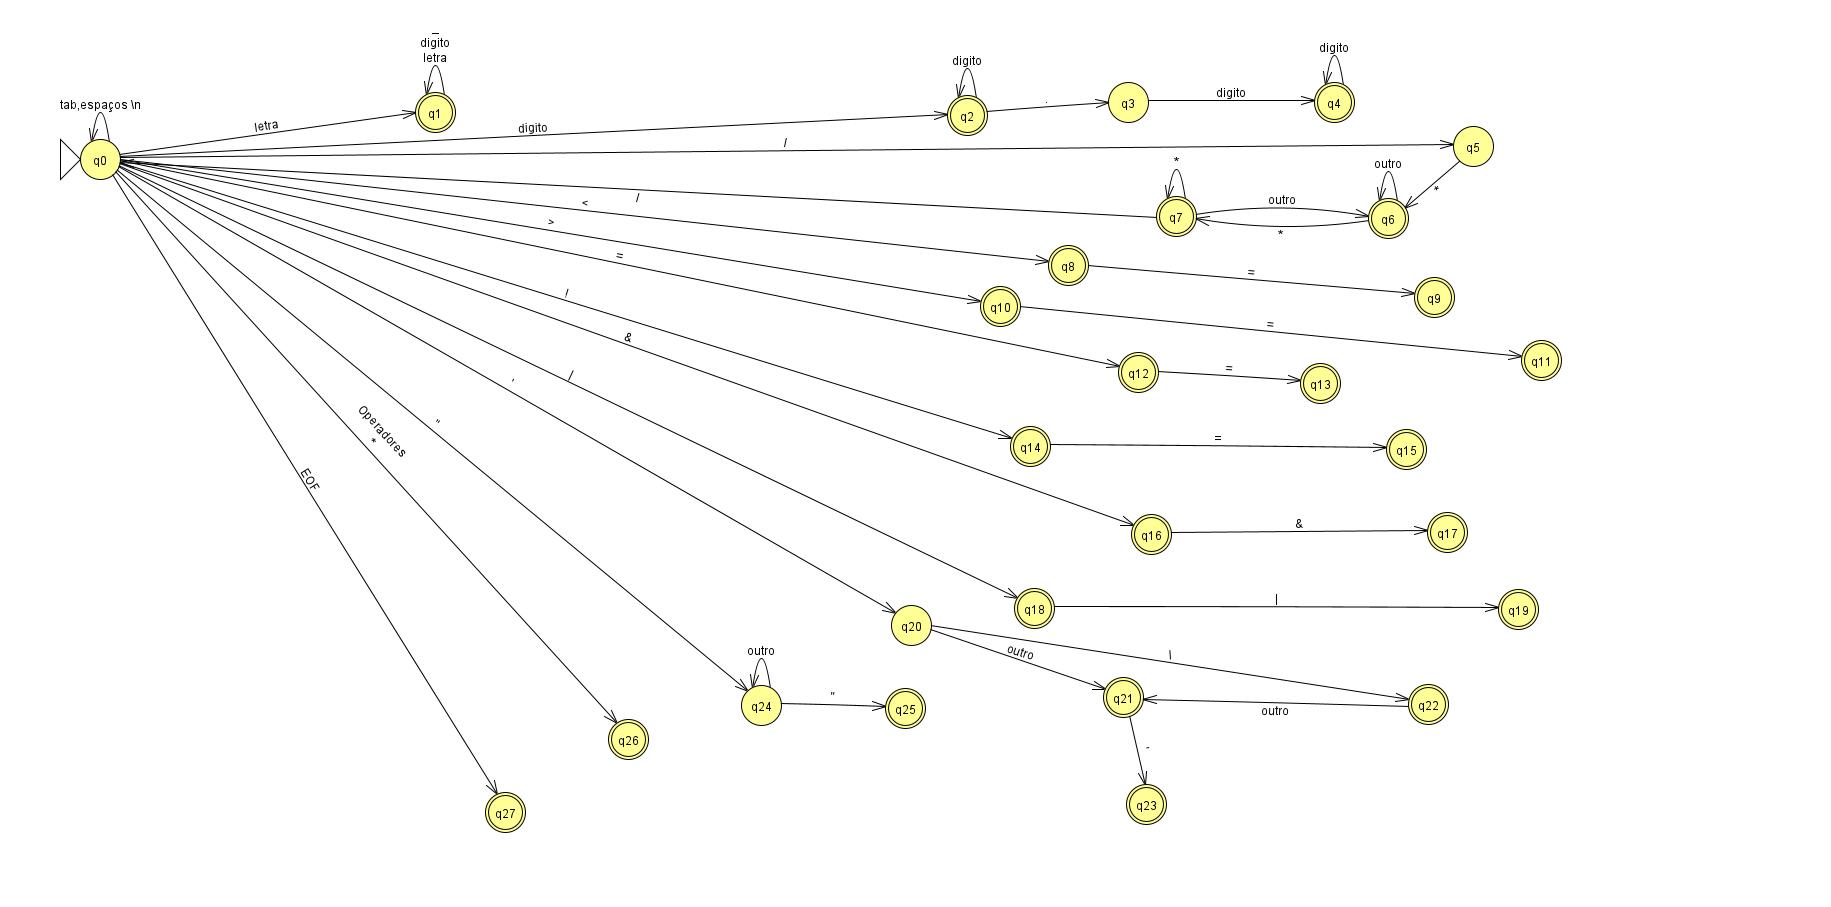 _
digito
letra
digito
digito
tab,espaços \n
q1
letra
digito
q2
.
q3
digito
q4
q0
/
q5
outro
*
*
q7
outro
q6
*
/
<
>
=
q8
=
q9
q10
=
q11
q12
=
q13
/
&
q14
=
q15
/
'
q16
&
q17
"
Operadores
*
EOF
q18
|
q19
q20
outro
|
outro
q24
"
q25
q21
outro
q22
q26
'
q23
q27